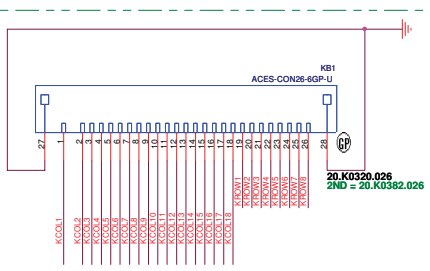 KB1
ACES-CON26-6GP-U
27
1
2
3
4
5
6
7
8
9
10
11
12
13
14
15
16
17
18
19
20
21
22
23
24
25
26
28
GP
20.K0320.026
2ND = 20.K0382.026
KCOL1
KCOL2
KCOL3
KCOL4
KCOL5
KCOL6
KCOL7
KCOL8
KCOL9
KCOL10
KCOL11
KCOL12
KCOL13
KCOL14
KCOL15
KCOL16
KCOL17
KCOL18
KROW1
KROW2
KROW3
KROW4
KROW5
KROW6
KROW7
KROW8